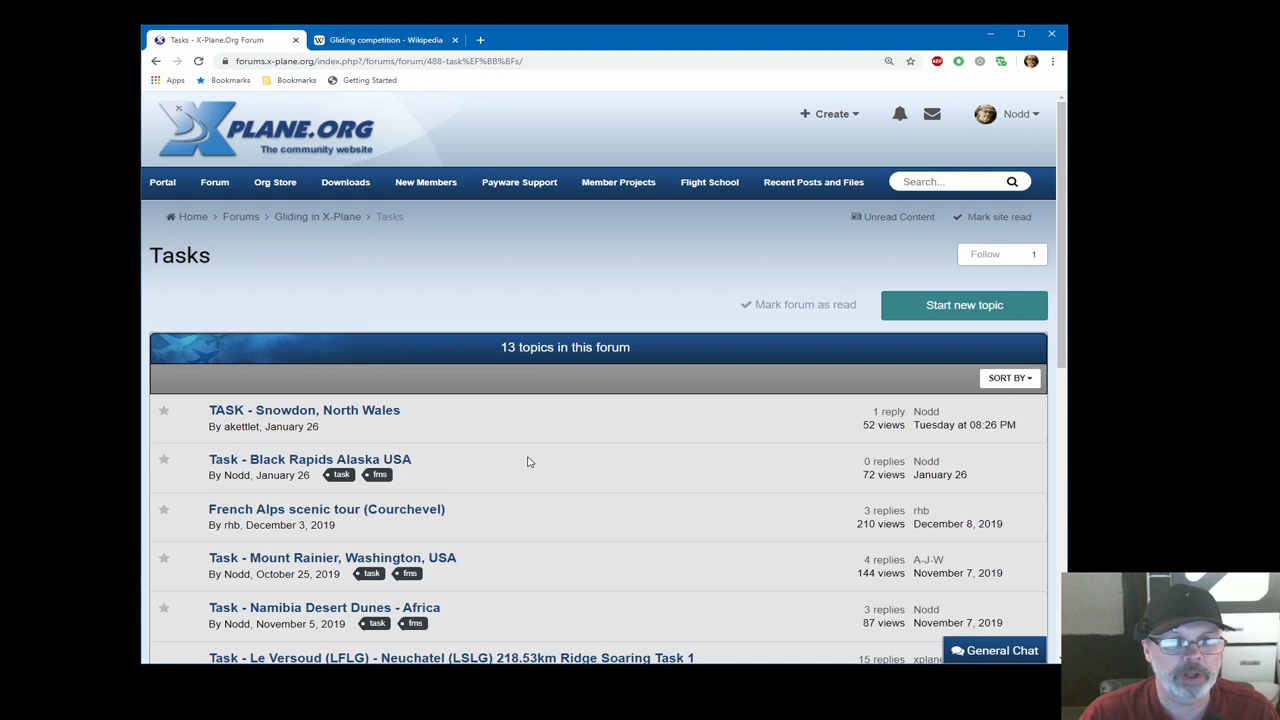 Tasks - X-Plane.Org Forum
Gliding competition - Wikipedia
forums.x-plane.org/index.php?/forums/forum/488-task%EF%BB%BFs/
Apps Bookmarks Bookmarks Getting Started
PLANE.ORG
The community website
Create
Nodd
Portal Forum Org Store Downloads New Members Payware Support Member Projects Flight School Recent Posts and Files Search...
Home > Forums > Gliding in X-Plane > Tasks
Unread Content Mark site read
Tasks
Follow 1
Mark forum as read
Start new topic
13 topics in this forum
SORT BY
TASK - Snowdon, North Wales
By akettlet, January 26
1 reply Nodd
52 views Tuesday at 08:26 PM
Task - Black Rapids Alaska USA
By Nodd, January 26 task fms
0 replies Nodd
72 views January 26
French Alps scenic tour (Courchevel)
By rhb, December 3, 2019
3 replies rhb
210 views December 8, 2019
Task - Mount Rainier, Washington, USA
By Nodd, October 25, 2019 task fms
4 replies A-J-W
144 views November 7, 2019
Task - Namibia Desert Dunes - Africa
By Nodd, November 5, 2019 task fms
3 replies Nodd
87 views November 7, 2019
Task - Le Versoud (LFLG) - Neuchatel (LSLG) 218.53km Ridge Soaring Task 1
15 replies xplane
General Chat